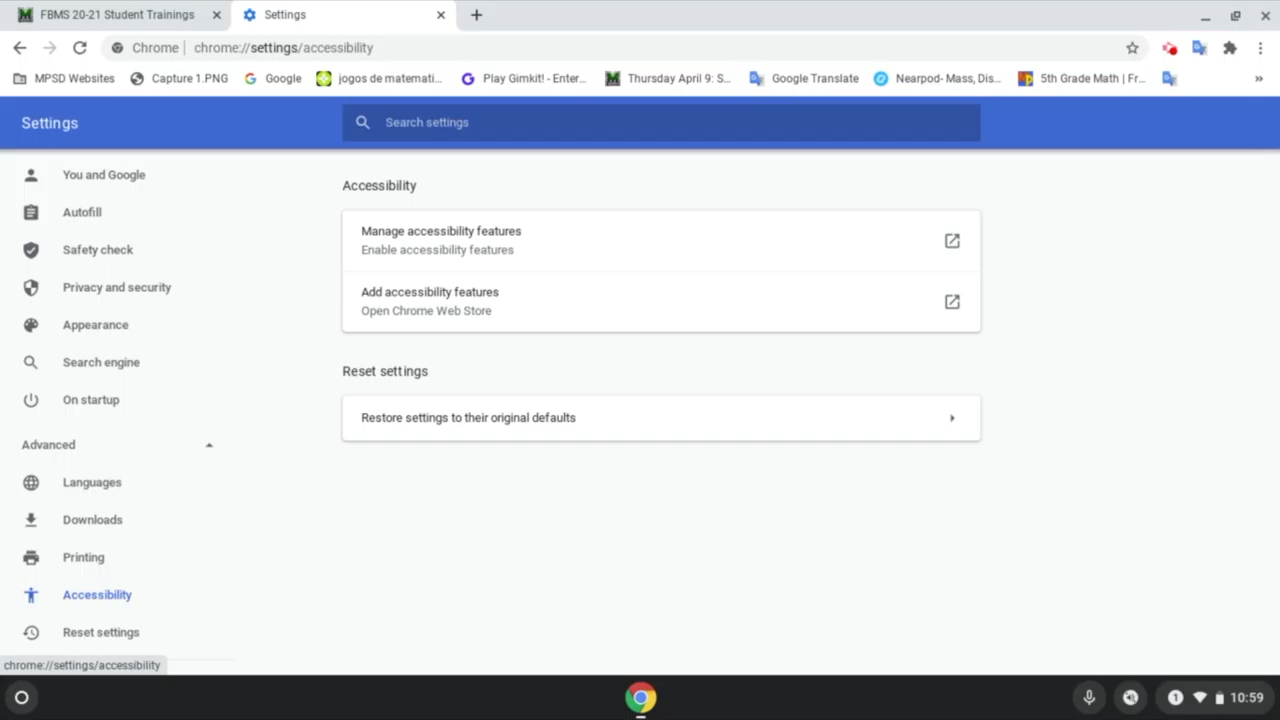 FBMS 20-21 Student Trainings
Settings
Chrome | chrome://settings/accessibility
MPSD Websites
Capture 1.PNG
Google
jogos de matemati...
Play Gimkit! - Enter...
Thursday April 9: S...
Google Translate
Nearpod- Mass, Dis...
5th Grade Math | Fr...
»
Settings
Search settings
You and Google
Autofill
Safety check
Privacy and security
Appearance
Search engine
On startup
Advanced
Languages
Downloads
Printing
Accessibility
Reset settings
Accessibility
Manage accessibility features
Enable accessibility features
Add accessibility features
Open Chrome Web Store
Reset settings
Restore settings to their original defaults
chrome://settings/accessibility
1
10:59